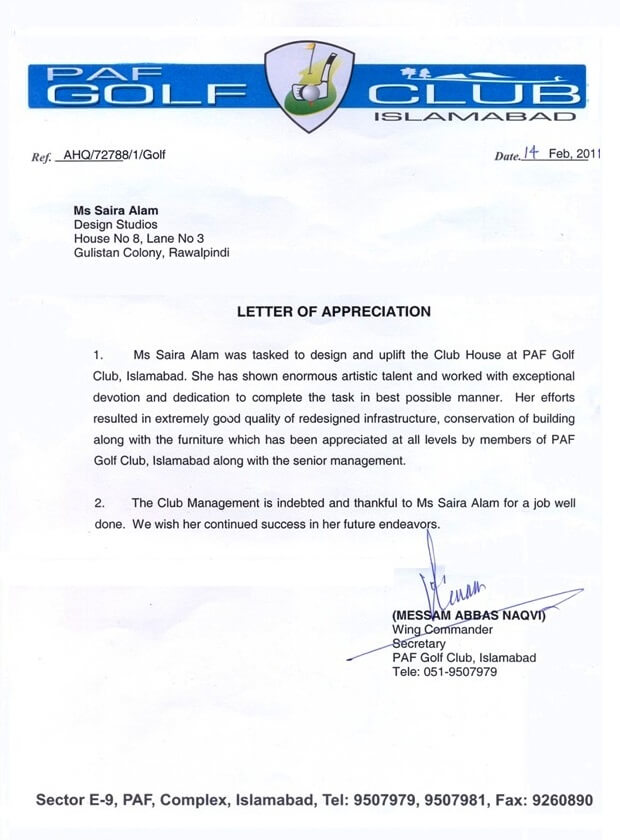 PAF
GOLF CLUB
ISLAMABAD
Ref. AHQ/72788/1/Golf
Date. 14 Feb, 2011
Ms Saira Alam
Design Studios
House No 8, Lane No 3
Gulistan Colony, Rawalpindi
LETTER OF APPRECIATION
1. Ms Saira Alam was tasked to design and uplift the Club House at PAF Golf
Club, Islamabad. She has shown enormous artistic talent and worked with exceptional
devotion and dedication to complete the task in best possible manner. Her efforts
resulted in extremely good quality of redesigned infrastructure, conservation of building
along with the furniture which has been appreciated at all levels by members of PAF
Golf Club, Islamabad along with the senior management.
2. The Club Management is indebted and thankful to Ms Saira Alam for a job well
done. We wish her continued success in her future endeavors.
(MESSAM ABBAS NAQVI)
Wing Commander
Secretary
PAF Golf Club, Islamabad
Tele: 051-9507979
Sector E-9, PAF, Complex, Islamabad, Tel: 9507979, 9507981, Fax: 9260890